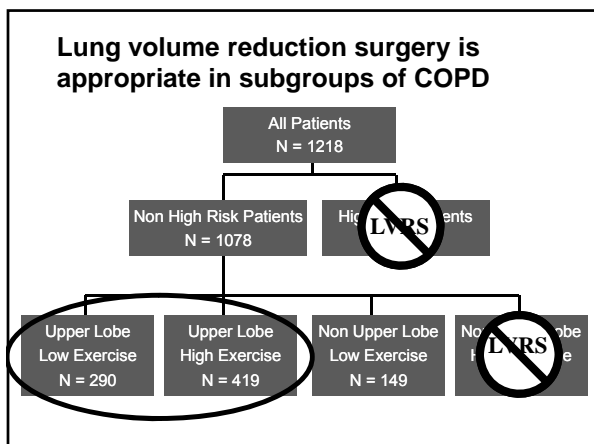 Lung volume reduction surgery is
appropriate in subgroups of COPD
All Patients
N = 1218
Non High Risk Patients
N = 1078
LVRS
Upper Lobe
Low Exercise
N = 290
Upper Lobe
High Exercise
N = 419
Non Upper Lobe
Low Exercise
N = 149
LVRS